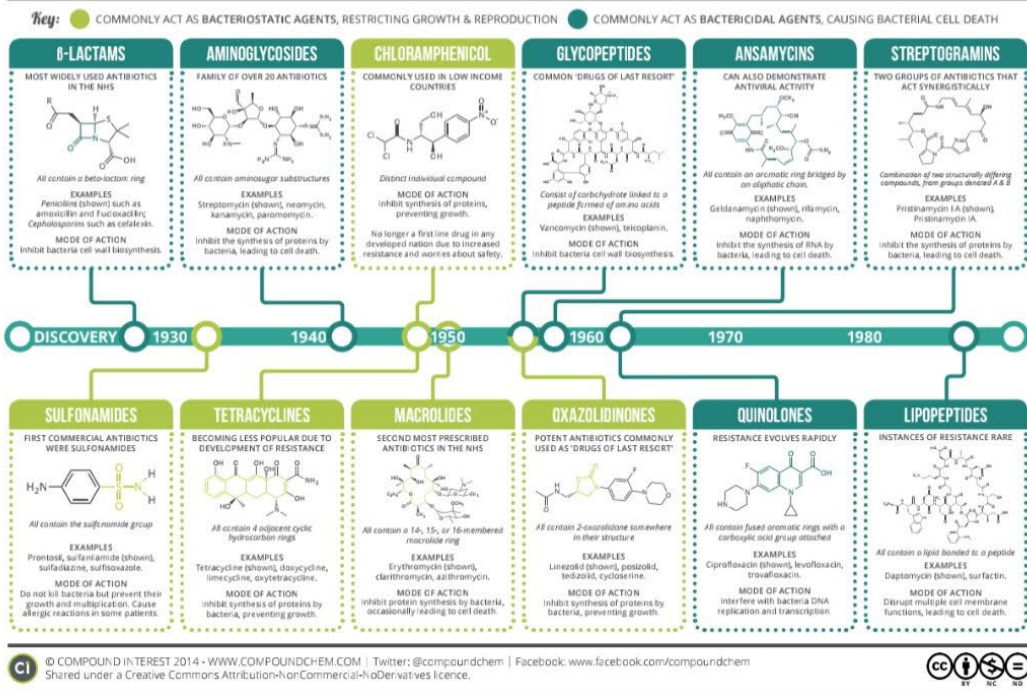 Key: COMMONLY ACT AS BACTERIOSTATIC AGENTS, RESTRICTING GROWTH & REPRODUCTION COMMONLY ACT AS BACTERICIDAL AGENTS, CAUSING BACTERIAL CELL DEATH
ß-LACTAMS
MOST WIDELY USED ANTIBIOTICS
IN THE NHS
All contain a beta-lactam ring
EXAMPLES
Penicillins (shown) such as
amoxicillin and flucloxacillin;
Cephalosporins such as cefalexin.
MODE OF ACTION
Inhibit bacteria cell wall biosynthesis.
AMINOGLYCOSIDES
FAMILY OF OVER 20 ANTIBIOTICS
All contain aminosugar substructures
EXAMPLES
Streptomycin (shown), neomycin,
kanamycin, paromomycin.
MODE OF ACTION
Inhibit the synthesis of proteins by
bacteria, leading to cell death.
CHLORAMPHENICOL
COMMONLY USED IN LOW INCOME
COUNTRIES
Distinct individual compound
MODE OF ACTION
Inhibit synthesis of proteins,
preventing growth.
No longer a first line drug in any
developed nation due to increased
resistance and worries about safety.
GLYCOPEPTIDES
COMMON 'DRUGS OF LAST RESORT'
Consist of carbohydrate linked to a
peptide formed of amino acids
EXAMPLES
Vancomycin (shown), teicoplanin.
MODE OF ACTION
Inhibit bacteria cell wall biosynthesis
ANSAMYCINS
CAN ALSO DEMONSTRATE
ANTIVIRAL ACTIVITY
All contain an aromatic ring bridged by
an aliphatic chain.
EXAMPLES
Geldanamycin (shown), rifamycin,
naphthomycin.
MODE OF ACTION
Inhibit the synthesis of RNA by
bacteria, leading to cell death.
STREPTOGRAMINS
TWO GROUPS OF ANTIBIOTICS THAT
ACT SYNERGISTICALLY
Combination of two structurally differing
compounds, from groups denoted A & B
EXAMPLES
Pristinamycin IIA (shown),
Pristinamycin IA.
MODE OF ACTION
Inhibit the synthesis of proteins by
bacteria, leading to cell death.
DISCOVERY 1930 1940 1950 1960 1970 1980
SULFONAMIDES
FIRST COMMERCIAL ANTIBIOTICS
WERE SULFONAMIDES
All contain the sulfonamide group
EXAMPLES
Prontosil, sulfanilamide (shown),
sulfadiazine, sulfisoxazole.
MODE OF ACTION
Do not kill bacteria but prevent their
growth and multiplication. Cause
allergic reactions in some patients.
TETRACYCLINES
BECOMING LESS POPULAR DUE TO
DEVELOPMENT OF RESISTANCE
All contain 4 adjacent cyclic
hydrocarbon rings
EXAMPLES
Tetracycline (shown), doxycycline,
limecycline, oxytetracycline.
MODE OF ACTION
Inhibit synthesis of proteins by
bacteria, preventing growth.
MACROLIDES
SECOND MOST PRESCRIBED
ANTIBIOTICS IN THE NHS
All contain a 14-, 15-, or 16-membered
macrolide ring
EXAMPLES
Erythromycin (shown),
clarithromycin, azithromycin.
MODE OF ACTION
Inhibit protein synthesis by bacteria,
occasionally leading to cell death.
OXAZOLIDINONES
POTENT ANTIBIOTICS COMMONLY
USED AS 'DRUGS OF LAST RESORT'
All contain 2-oxazolidone somewhere
in their structure
EXAMPLES
Linezolid (shown), posizolid,
tedizolid, cycloserine.
MODE OF ACTION
Inhibit synthesis of proteins by
bacteria, preventing growth.
QUINOLONES
RESISTANCE EVOLVES RAPIDLY
All contain fused aromatic rings with a
carboxylic acid group attached
EXAMPLES
Ciprofloxacin (shown), levofloxacin,
trovafloxacin.
MODE OF ACTION
Interfere with bacteria DNA
replication and transcription.
LIPOPEPTIDES
INSTANCES OF RESISTANCE RARE
All contain a lipid bonded to a peptide
EXAMPLES
Daptomycin (shown), surfactin.
MODE OF ACTION
Disrupt multiple cell membrane
functions, leading to cell death.
Ci © COMPOUND INTEREST 2014 - WWW.COMPOUNDCHEM.COM | Twitter: @compoundchem | Facebook: www.facebook.com/compoundchem
Shared under a Creative Commons Attribution-NonCommercial-NoDerivatives licence.
CC BY NC ND